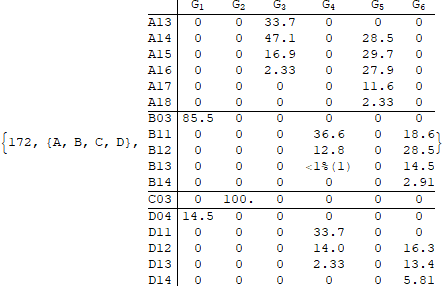 G1 G2 G3 G4 G5 G6
A13 0 0 33.7 0 0 0
A14 0 0 47.1 0 28.5 0
A15 0 0 16.9 0 29.7 0
A16 0 0 2.33 0 27.9 0
A17 0 0 0 0 11.6 0
A18 0 0 0 0 2.33 0
B03 85.5 0 0 0 0 0
B11 0 0 0 36.6 0 18.6
{172, {A, B, C, D}, B12 0 0 0 12.8 0 28.5 }
B13 0 0 0 <1%(1) 0 14.5
B14 0 0 0 0 0 2.91
C03 0 100. 0 0 0 0
D04 14.5 0 0 0 0 0
D11 0 0 0 33.7 0 0
D12 0 0 0 14.0 0 16.3
D13 0 0 0 2.33 0 13.4
D14 0 0 0 0 0 5.81